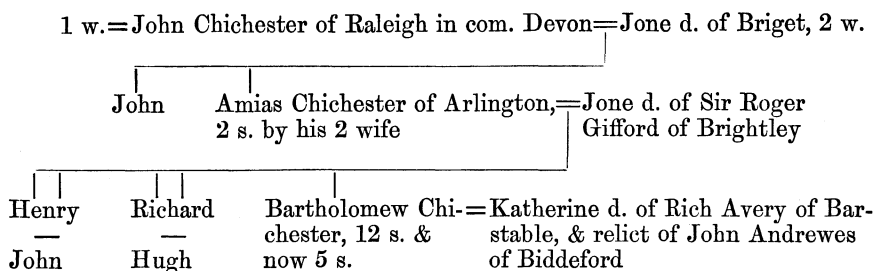 1 w.=John Chichester of Raleigh in com. Devon=Jone d. of Briget, 2 w.
John
Amias Chichester of Arlington,=Jone d. of Sir Roger
2 s. by his 2 wife
Gifford of Brightley
Henry
—
John
Richard
—
Hugh
Bartholomew Chi-=Katherine d. of Rich Avery of Bar-
chester, 12 s. &
now 5 s.
stable, & relict of John Andrewes
of Biddeford